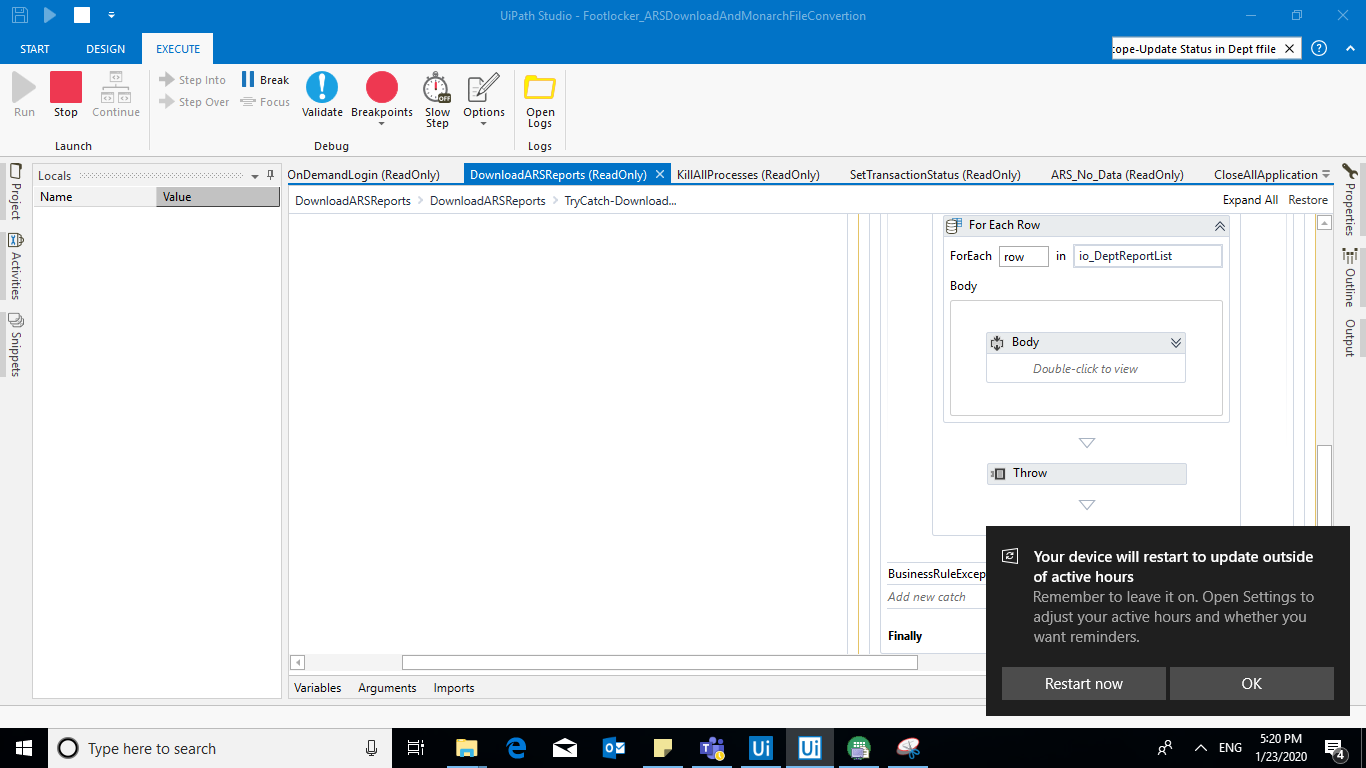 UiPath Studio - Footlocker_ARSDownloadAndMonarchFileConvertion
START DESIGN EXECUTE
:ope-Update Status in Dept ffile
Run Stop Continue
Step Into Break
Step Over Focus
Validate Breakpoints Slow Step Options
Open Logs
Launch Debug Logs
Project
Activities
Snippets
Locals
Name Value
OnDemandLogin (ReadOnly) DownloadARSReports (ReadOnly) KillAllProcesses (ReadOnly) SetTransactionStatus (ReadOnly) ARS_No_Data (ReadOnly) CloseAllApplication
DownloadARSReports DownloadARSReports TryCatch-Download... Expand All Restore
For Each Row
ForEach row in io_DeptReportList
Body
Body
Double-click to view
Throw
BusinessRuleExcep
Add new catch
Finally
Variables Arguments Imports
Properties
Outline
Output
Your device will restart to update outside
of active hours
Remember to leave it on. Open Settings to
adjust your active hours and whether you
want reminders.
Restart now OK
Type here to search
Ui Ui
ENG
5:20 PM
1/23/2020
4